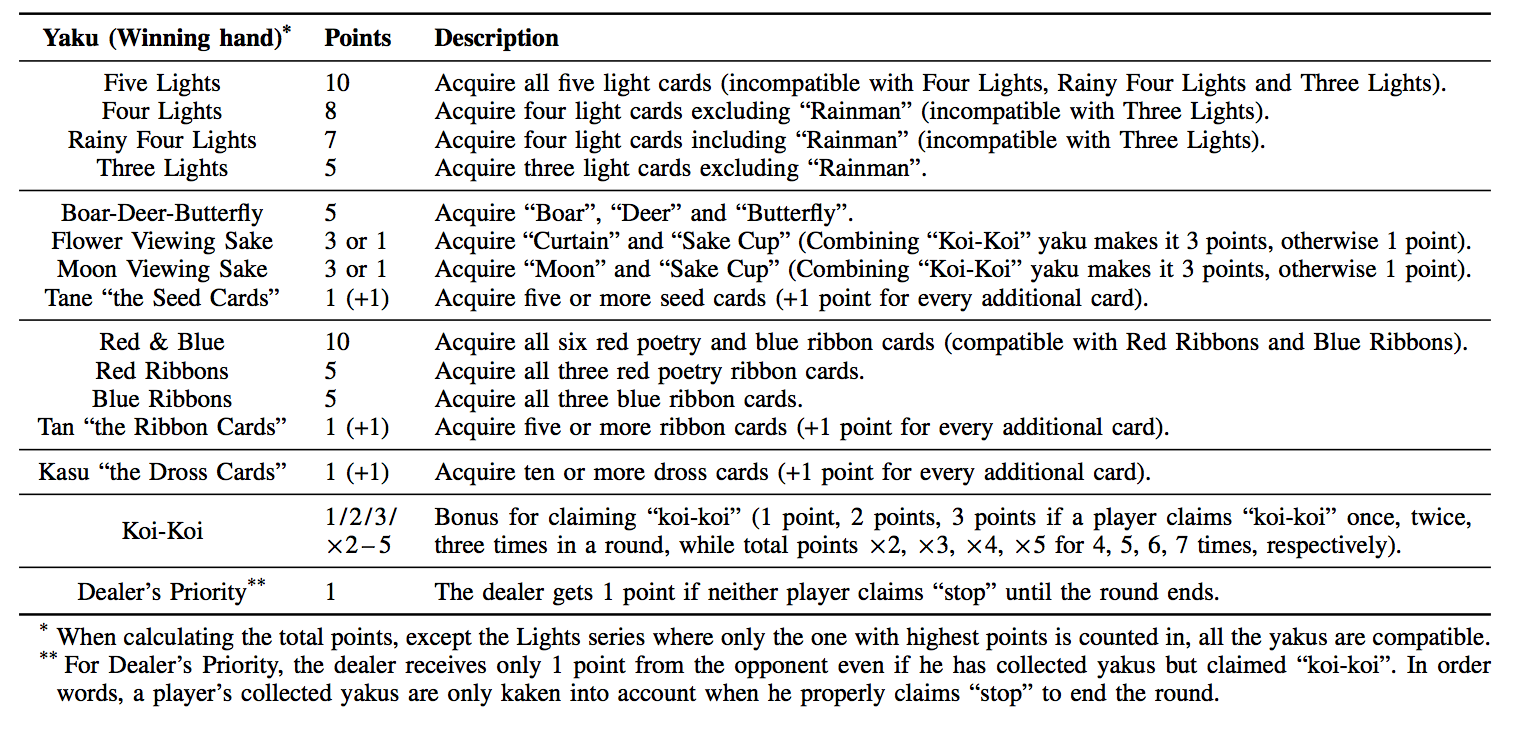 Yaku (Winning hand)* Points Description
Five Lights 10 Acquire all five light cards (incompatible with Four Lights, Rainy Four Lights and Three Lights).
Four Lights 8 Acquire four light cards excluding “Rainman” (incompatible with Three Lights).
Rainy Four Lights 7 Acquire four light cards including “Rainman” (incompatible with Three Lights).
Three Lights 5 Acquire three light cards excluding “Rainman”.
Boar-Deer-Butterfly 5 Acquire “Boar”, “Deer” and “Butterfly”.
Flower Viewing Sake 3 or 1 Acquire “Curtain” and “Sake Cup” (Combining “Koi-Koi” yaku makes it 3 points, otherwise 1 point).
Moon Viewing Sake 3 or 1 Acquire “Moon” and “Sake Cup” (Combining “Koi-Koi” yaku makes it 3 points, otherwise 1 point).
Tane “the Seed Cards” 1 (+1) Acquire five or more seed cards (+1 point for every additional card).
Red & Blue 10 Acquire all six red poetry and blue ribbon cards (compatible with Red Ribbons and Blue Ribbons).
Red Ribbons 5 Acquire all three red poetry ribbon cards.
Blue Ribbons 5 Acquire all three blue ribbon cards.
Tan “the Ribbon Cards” 1 (+1) Acquire five or more ribbon cards (+1 point for every additional card).
Kasu “the Dross Cards” 1 (+1) Acquire ten or more dross cards (+1 point for every additional card).
Koi-Koi 1/2/3/ Bonus for claiming “koi-koi” (1 point, 2 points, 3 points if a player claims “koi-koi” once, twice,
×2–5 three times in a round, while total points ×2, ×3, ×4, ×5 for 4, 5, 6, 7 times, respectively).
Dealer’s Priority** 1 The dealer gets 1 point if neither player claims “stop” until the round ends.
* When calculating the total points, except the Lights series where only the one with highest points is counted in, all the yakus are compatible.
** For Dealer’s Priority, the dealer receives only 1 point from the opponent even if he has collected yakus but claimed “koi-koi”. In order
words, a player’s collected yakus are only kaken into account when he properly claims “stop” to end the round.